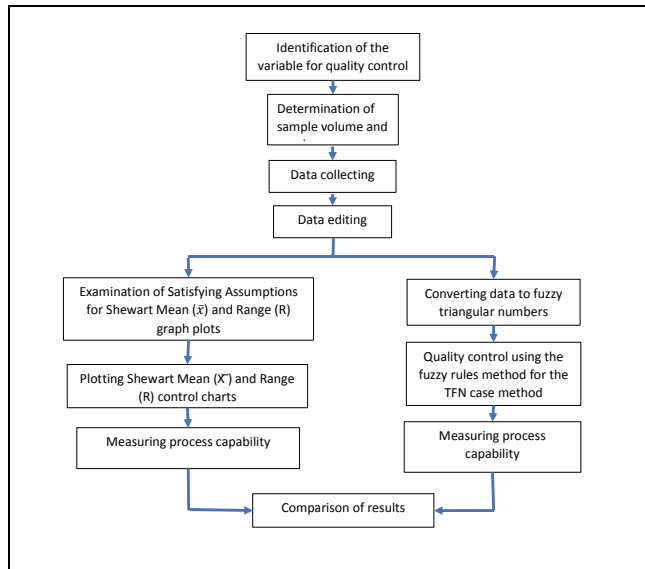 Identification of the
variable for quality control
Determination of
sample volume and
Data collecting
Data editing
Examination of Satisfying Assumptions
for Shewart Mean (x̄) and Range (R)
graph plots
Converting data to fuzzy
triangular numbers
Plotting Shewart Mean (X¯) and Range
(R) control charts
Quality control using the
fuzzy rules method for the
TFN case method
Measuring process capability
Measuring process
capability
Comparison of results